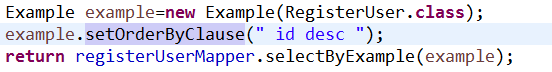 Example example=new Example(RegisterUser.class);
example.setOrderByClause(" id desc ");
return registerUserMapper.selectByExample(example);